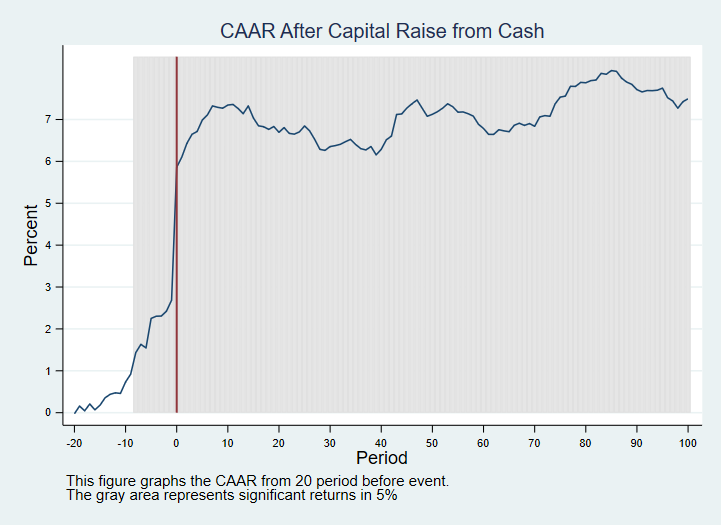 CAAR After Capital Raise from Cash
Percent
7
6
5
4
3
2
1
0
-20 -10 0 10 20 30 40 50 60 70 80 90 100
Period
This figure graphs the CAAR from 20 period before event.
The gray area represents significant returns in 5%